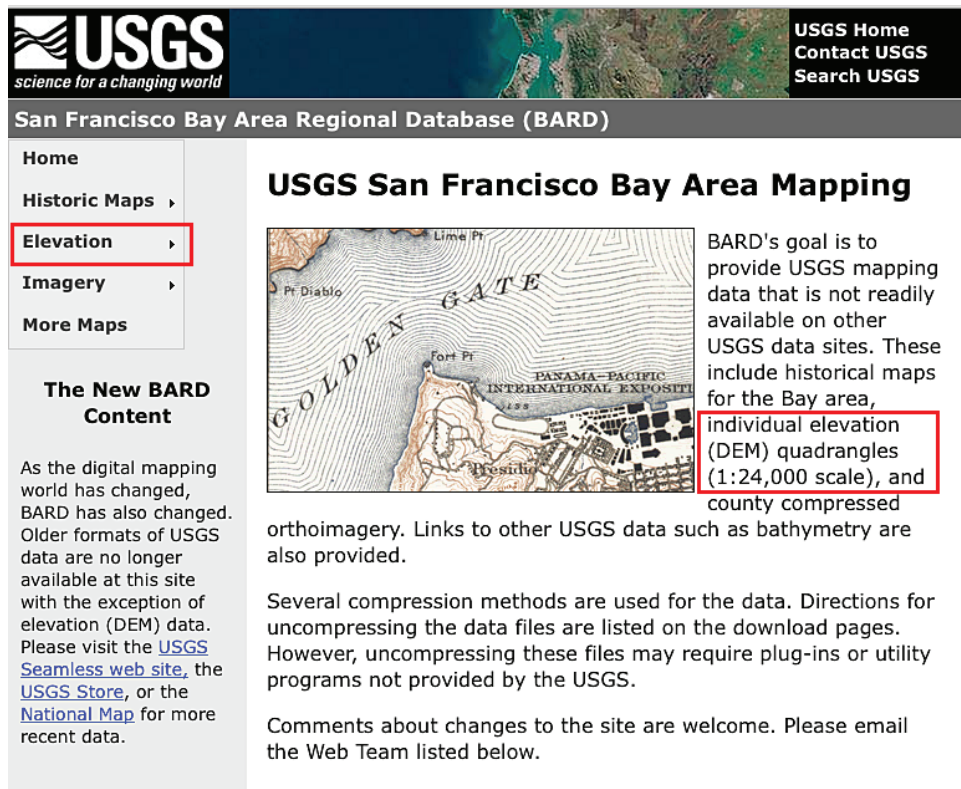 USGS
science for a changing world
USGS Home
Contact USGS
Search USGS
San Francisco Bay Area Regional Database (BARD)
Home
Historic Maps
Elevation
Imagery
More Maps
The New BARD
Content
As the digital mapping
world has changed,
BARD has also changed.
Older formats of USGS
data are no longer
available at this site
with the exception of
elevation (DEM) data.
Please visit the USGS
Seamless web site, the
USGS Store, or the
National Map for more
recent data.
USGS San Francisco Bay Area Mapping
Lime Pt
Pt Diablo
GOLDEN GATE
Fort Pt
PANAMA-PACIFIC
INTERNATIONAL EXPOSITI
Presidio
BARD's goal is to
provide USGS mapping
data that is not readily
available on other
USGS data sites. These
include historical maps
for the Bay area,
individual elevation
(DEM) quadrangles
(1:24,000 scale), and
county compressed
orthoimagery. Links to other USGS data such as bathymetry are
also provided.
Several compression methods are used for the data. Directions for
uncompressing the data files are listed on the download pages.
However, uncompressing these files may require plug-ins or utility
programs not provided by the USGS.
Comments about changes to the site are welcome. Please email
the Web Team listed below.